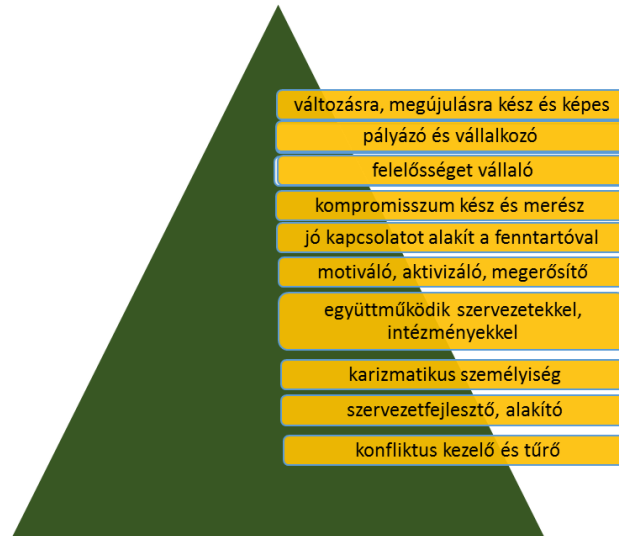 változásra, megújulásra kész és képes
pályázó és vállalkozó
felelősséget vállaló
kompromisszum kész és merész
jó kapcsolatot alakít a fenntartóval
motiváló, aktivizáló, megerősítő
együttműködik szervezetekkel,
intézményekkel
karizmatikus személyiség
szervezetfejlesztő, alakító
konfliktus kezelő és tűrő